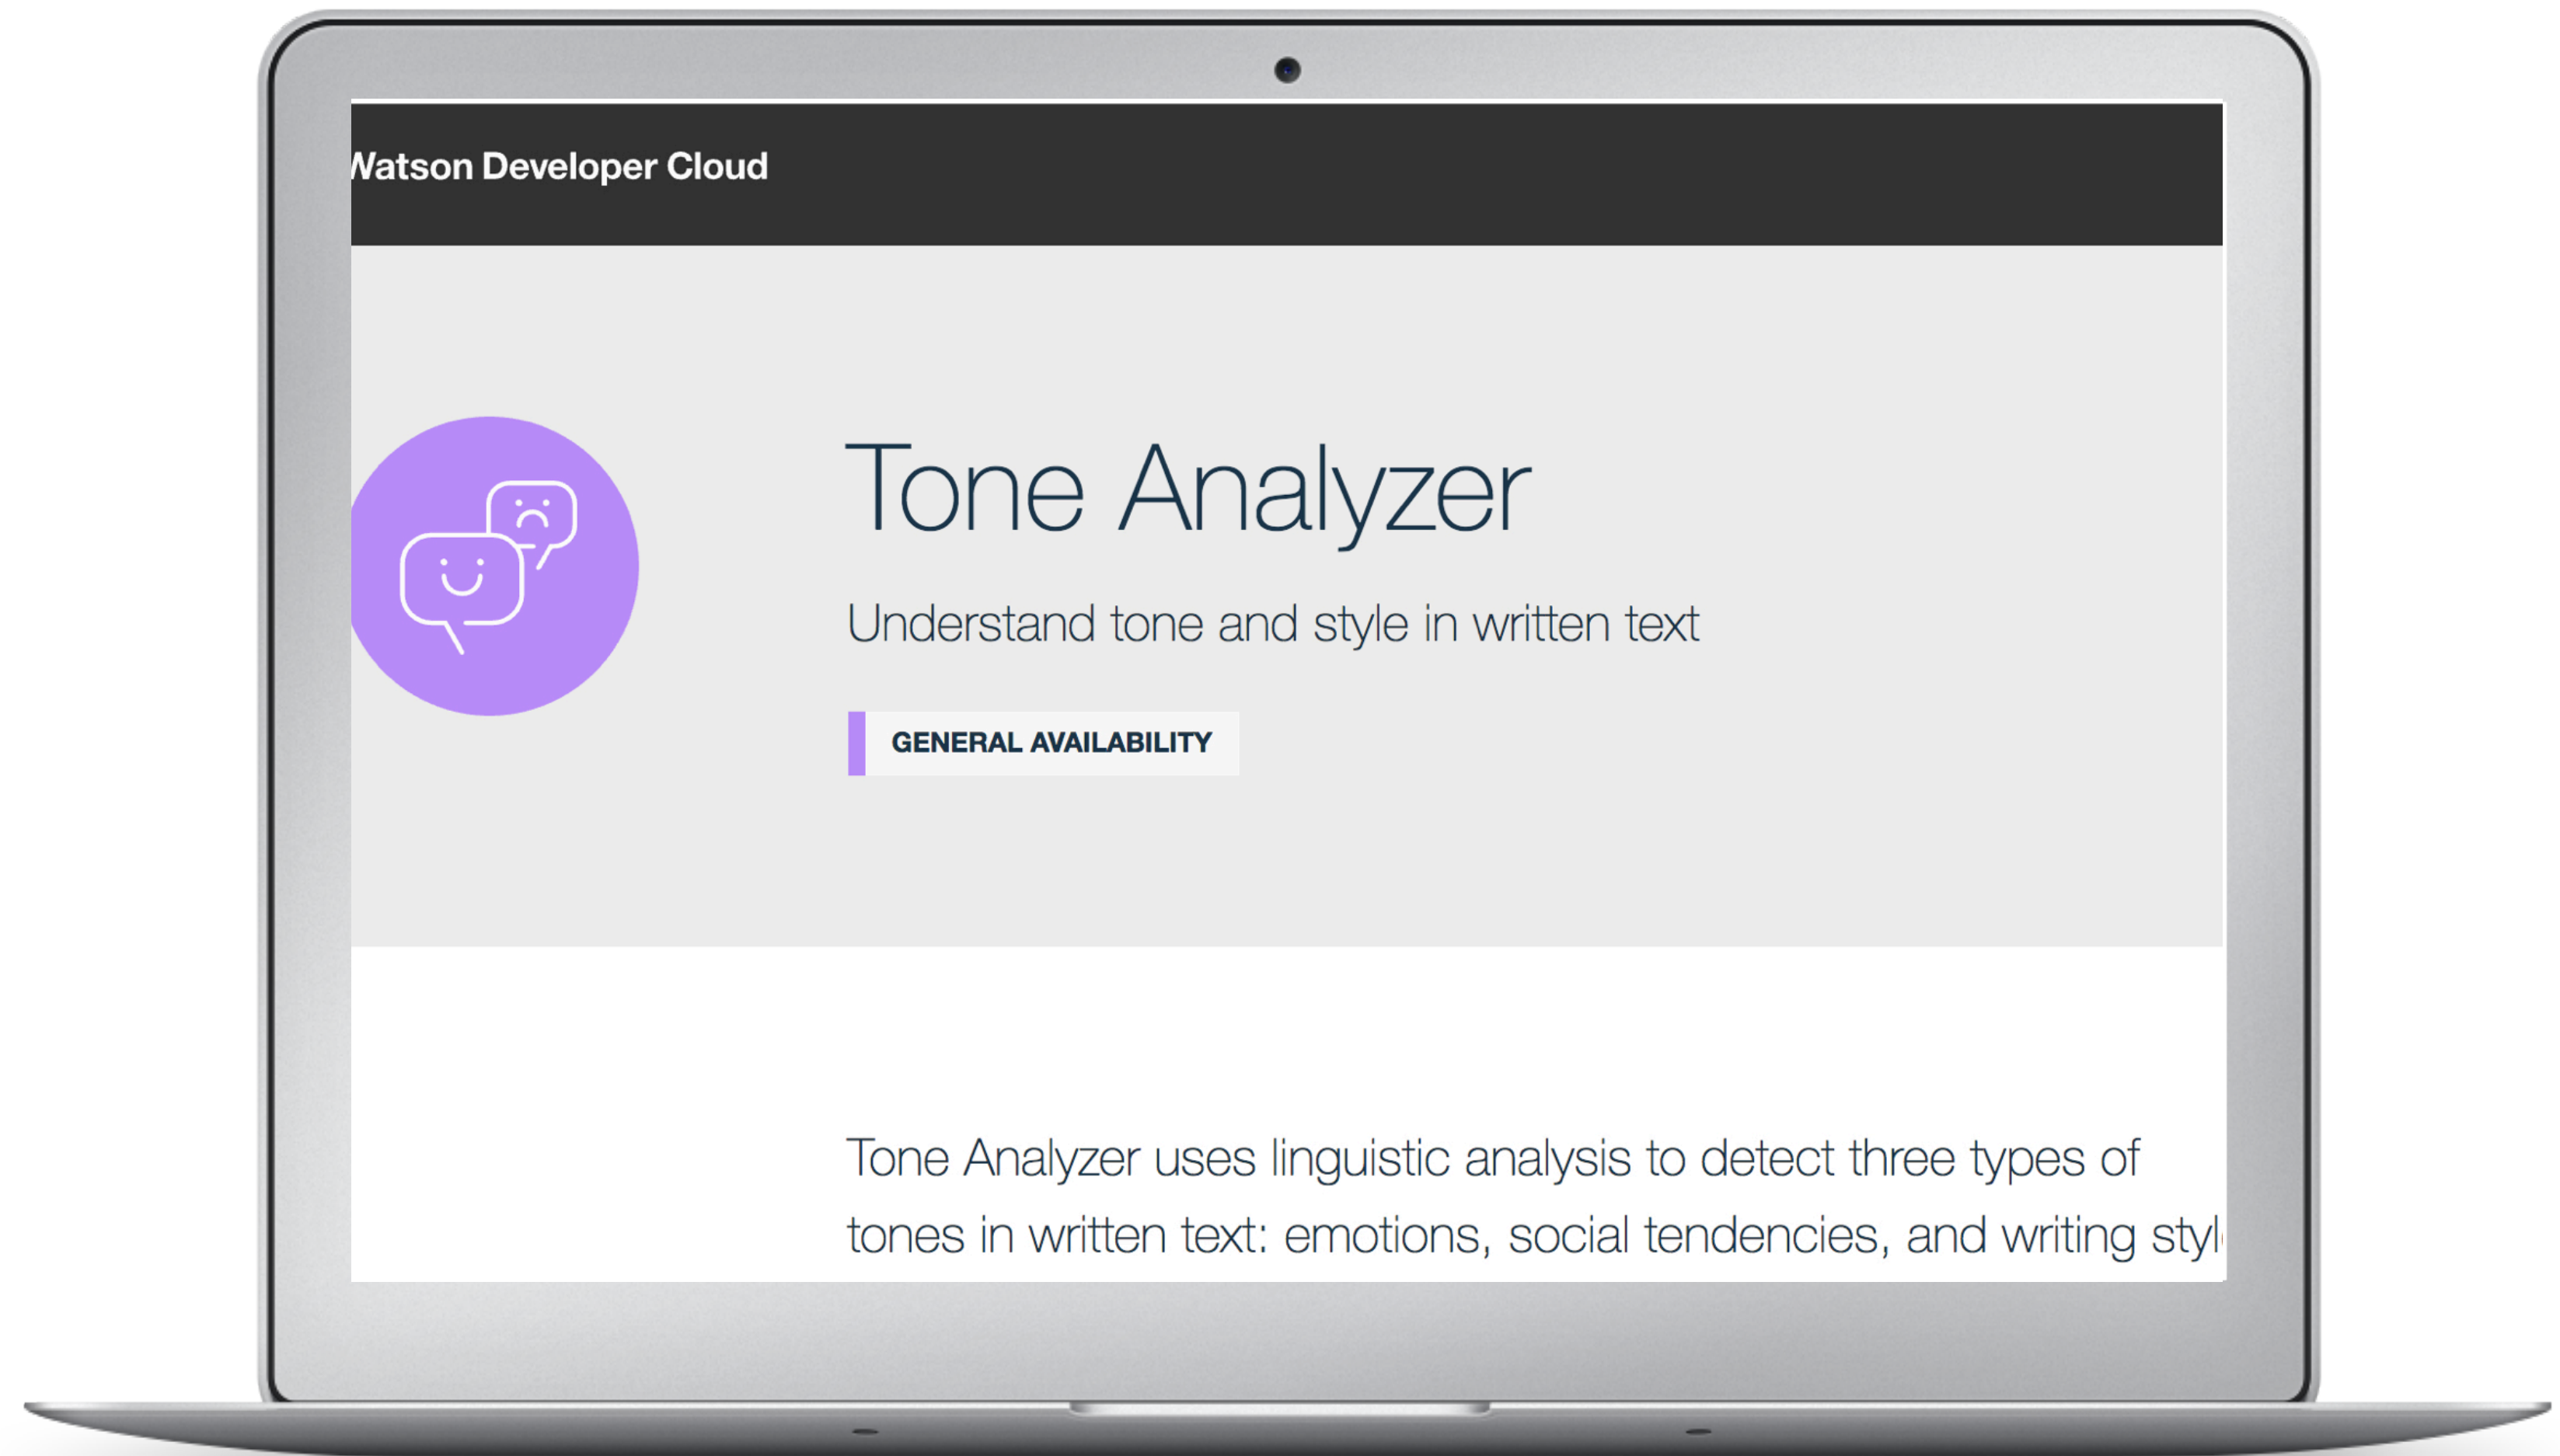 Watson Developer Cloud
Tone Analyzer
Understand tone and style in written text
GENERAL AVAILABILITY
Tone Analyzer uses linguistic analysis to detect three types of
tones in written text: emotions, social tendencies, and writing styl